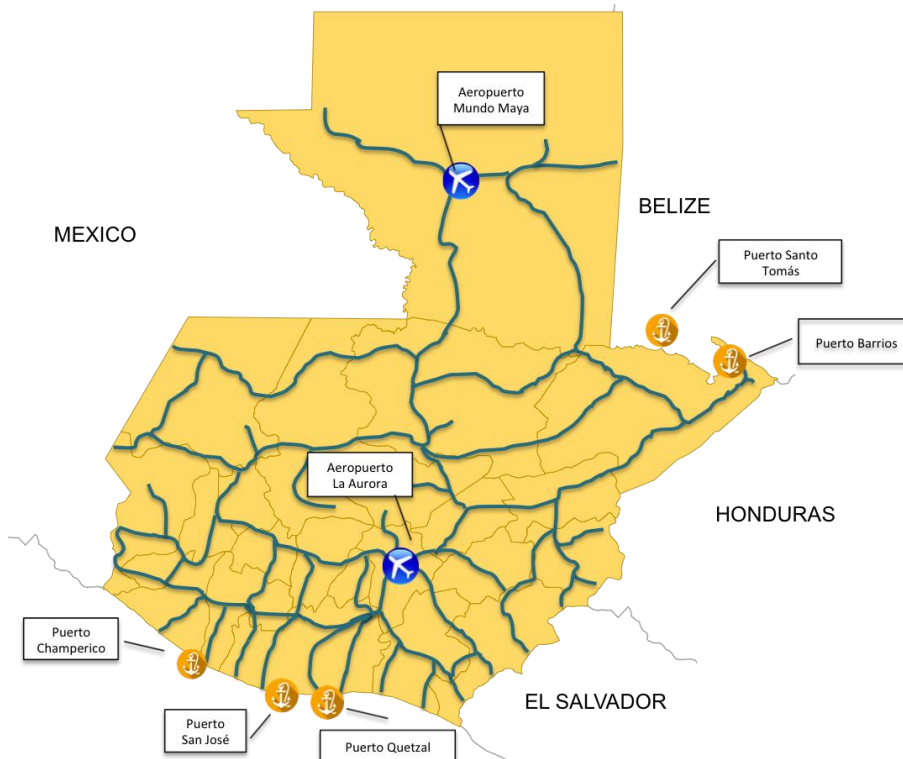 Aeropuerto
Mundo Maya
BELIZE
MEXICO
Puerto Santo
Tomás
Puerto Barrios
Aeropuerto
La Aurora
HONDURAS
Puerto
Champerico
EL SALVADOR
Puerto
San José
Puerto Quetzal